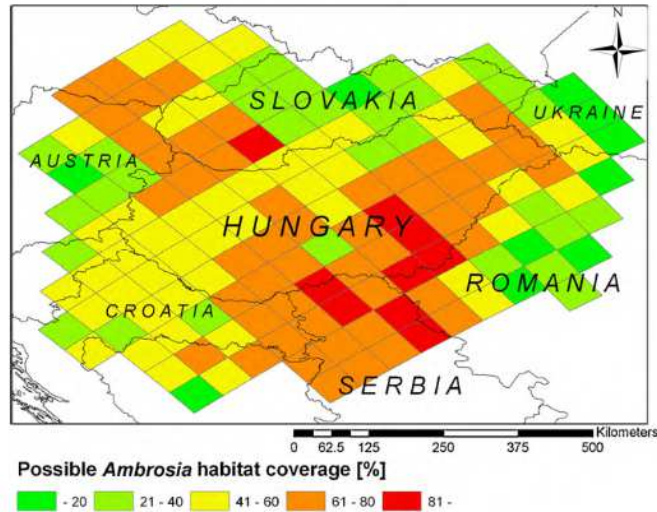 N
SLOVAKIA
UKRAINE
AUSTRIA
HUNGARY
ROMANIA
CROATIA
SERBIA
Kilometers
0 62.5 125 250 375 500
Possible Ambrosia habitat coverage [%]
- 20 21 - 40 41 - 60 61 - 80 81 -